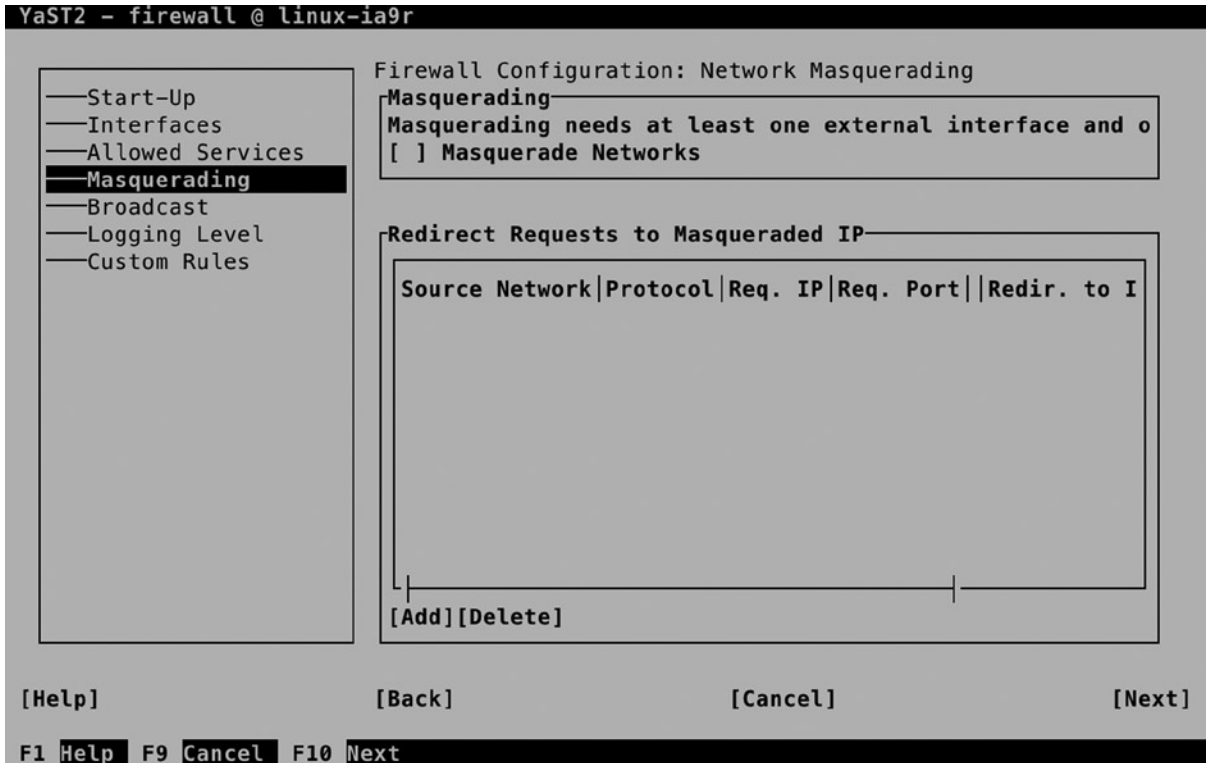 YaST2 – firewall @ linux-ia9r
Start-Up
Interfaces
Allowed Services
Masquerading
Broadcast
Logging Level
Custom Rules
Firewall Configuration: Network Masquerading
Masquerading
Masquerading needs at least one external interface and o
[ ] Masquerade Networks
Redirect Requests to Masqueraded IP
Source Network|Protocol|Req. IP|Req. Port||Redir. to I
[Add][Delete]
[Help] [Back] [Cancel] [Next]
F1 Help F9 Cancel F10 Next